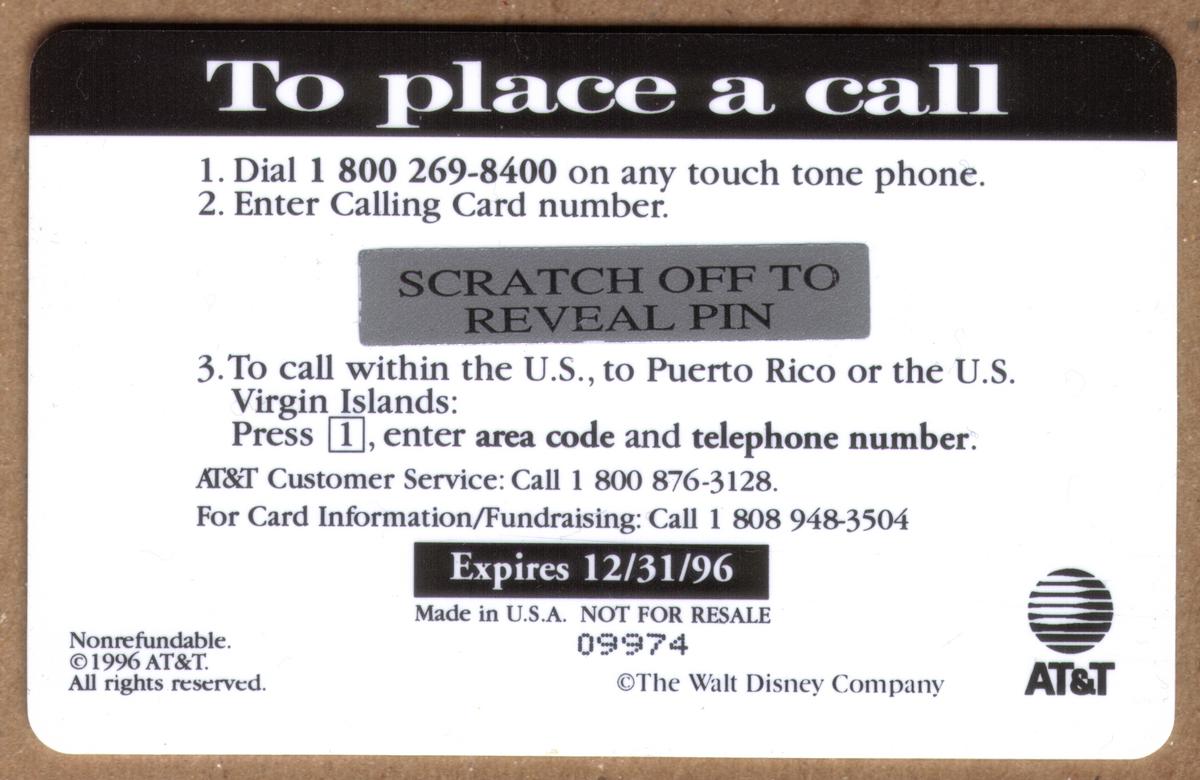 To place a call
1. Dial 1 800 269-8400 on any touch tone phone.
2. Enter Calling Card number.
SCRATCH OFF TO
REVEAL PIN
3. To call within the U.S., to Puerto Rico or the U.S.
Virgin Islands:
Press 1, enter area code and telephone number.
AT&T Customer Service: Call 1 800 876-3128.
For Card Information/Fundraising: Call 1 808 948-3504
Expires 12/31/96
Made in U.S.A. NOT FOR RESALE
09974
Nonrefundable.
©1996 AT&T.
All rights reserved.
©The Walt Disney Company
AT&T